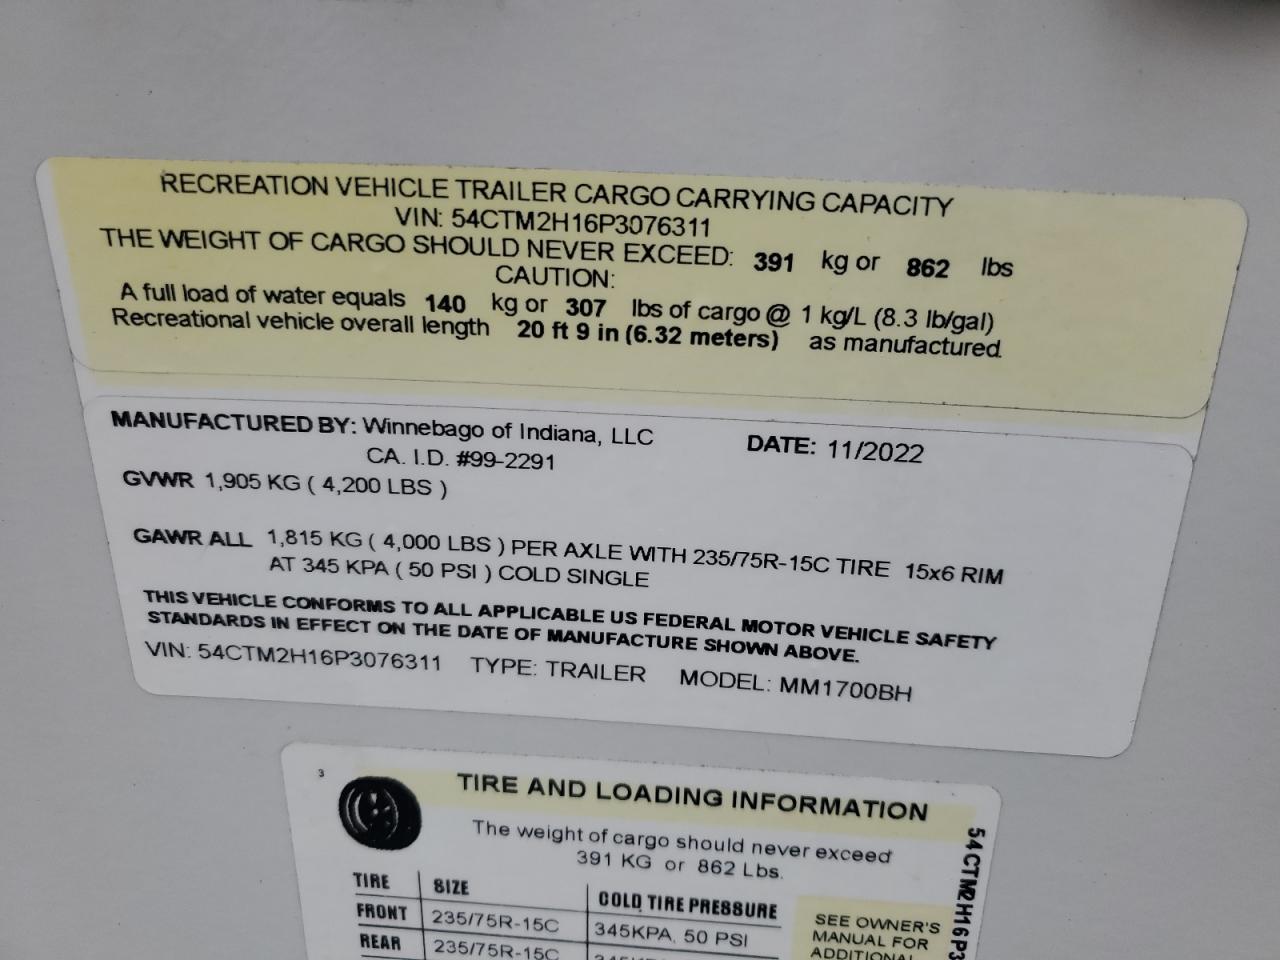 RECREATION VEHICLE TRAILER CARGO CARRYING CAPACITY
VIN: 54CTM2H16P3076311
THE WEIGHT OF CARGO SHOULD NEVER EXCEED: 391 kg or 862 lbs
CAUTION:
A full load of water equals 140 kg or 307 lbs of cargo @ 1 kg/L (8.3 lb/gal)
Recreational vehicle overall length 20 ft 9 in (6.32 meters) as manufactured
MANUFACTURED BY: Winnebago of Indiana, LLC DATE: 11/2022
CA. I.D. #99-2291
GVWR 1,905 KG ( 4,200 LBS )
GAWR ALL 1,815 KG ( 4,000 LBS ) PER AXLE WITH 235/75R-15C TIRE 15x6 RIM
AT 345 KPA ( 50 PSI ) COLD SINGLE
THIS VEHICLE CONFORMS TO ALL APPLICABLE US FEDERAL MOTOR VEHICLE SAFETY
STANDARDS IN EFFECT ON THE DATE OF MANUFACTURE SHOWN ABOVE.
VIN: 54CTM2H16P3076311 TYPE: TRAILER MODEL: MM1700BH
3
TIRE AND LOADING INFORMATION
The weight of cargo should never exceed
391 KG or 862 Lbs.
TIRE SIZE COLD TIRE PRESSURE
FRONT 235/75R-15C 345KPA, 50 PSI
REAR 235/75R-15C
SEE OWNER'S
MANUAL FOR
ADDITIONAL
54CTM2H16P3